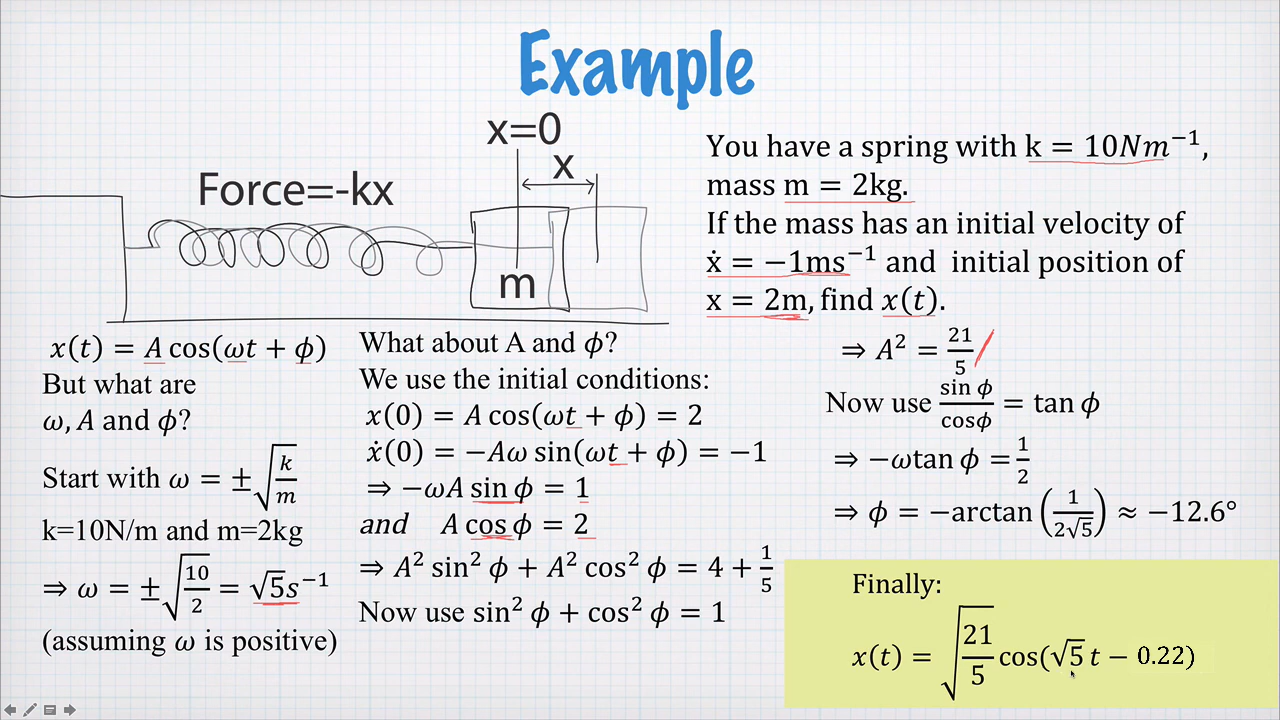 Example
x=0
x
Force=-kx
m
You have a spring with k = 10Nm⁻¹,
mass m = 2kg.
If the mass has an initial velocity of
ẋ = −1ms⁻¹ and initial position of
x = 2m, find x(t).
x(t) = A cos(ωt + ϕ)
But what are
ω, A and ϕ?
Start with ω = ±√(k/m)
k=10N/m and m=2kg
⇒ ω = ±√(10/2) = √5s⁻¹
(assuming ω is positive)
What about A and ϕ?
We use the initial conditions:
x(0) = A cos(ωt + ϕ) = 2
ẋ(0) = −Aω sin(ωt + ϕ) = −1
⇒ −ωA sin ϕ = 1
and A cos ϕ = 2
⇒ A² sin² ϕ + A² cos² ϕ = 4 + 1/5
Now use sin² ϕ + cos² ϕ = 1
⇒ A² = 21/5
Now use sin ϕ/cosϕ = tan ϕ
⇒ −ωtan ϕ = 1/2
⇒ ϕ = −arctan (1/2√5) ≈ −12.6°
Finally:
x(t) = √(21/5) cos(√5 t − 0.22)